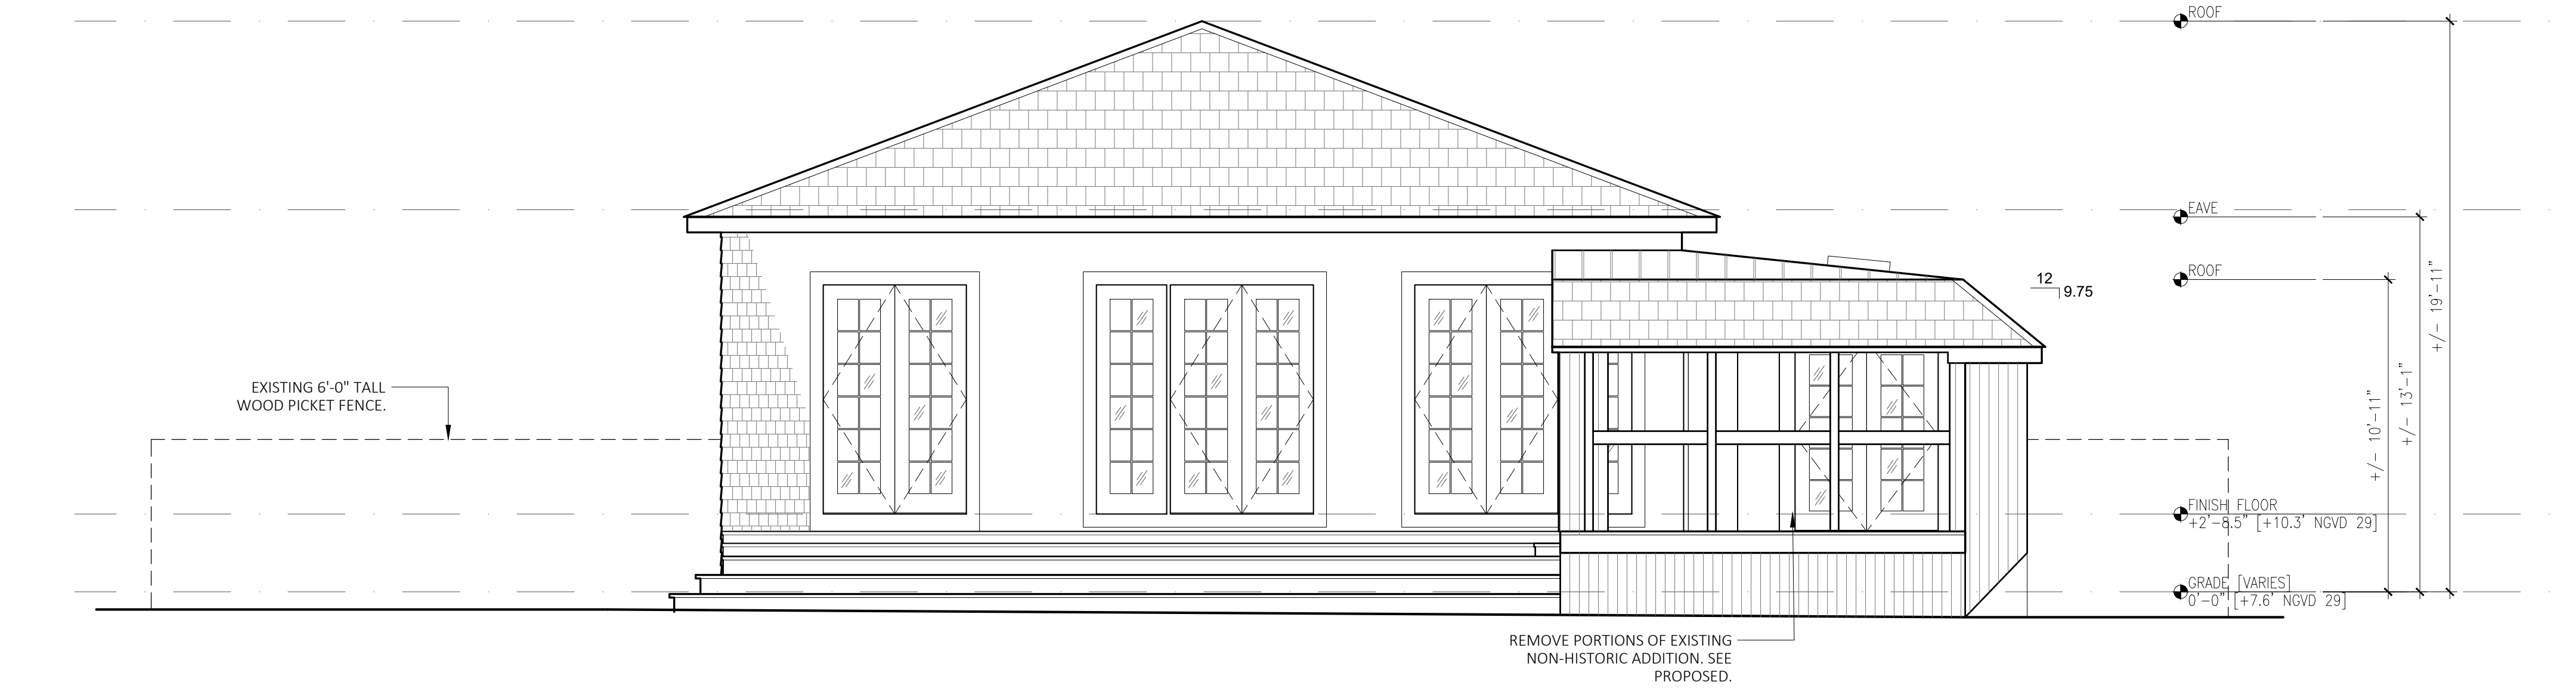 ROOF
EAVE
ROOF
12
9.75
+/- 19'-11"
+/- 13'-1"
+/- 10'-11"
EXISTING 6'-0" TALL
WOOD PICKET FENCE.
FINISH FLOOR
+2'-8.5" [+10.3' NGVD 29]
GRADE [VARIES]
0'-0" [+7.6' NGVD 29]
REMOVE PORTIONS OF EXISTING
NON-HISTORIC ADDITION. SEE
PROPOSED.